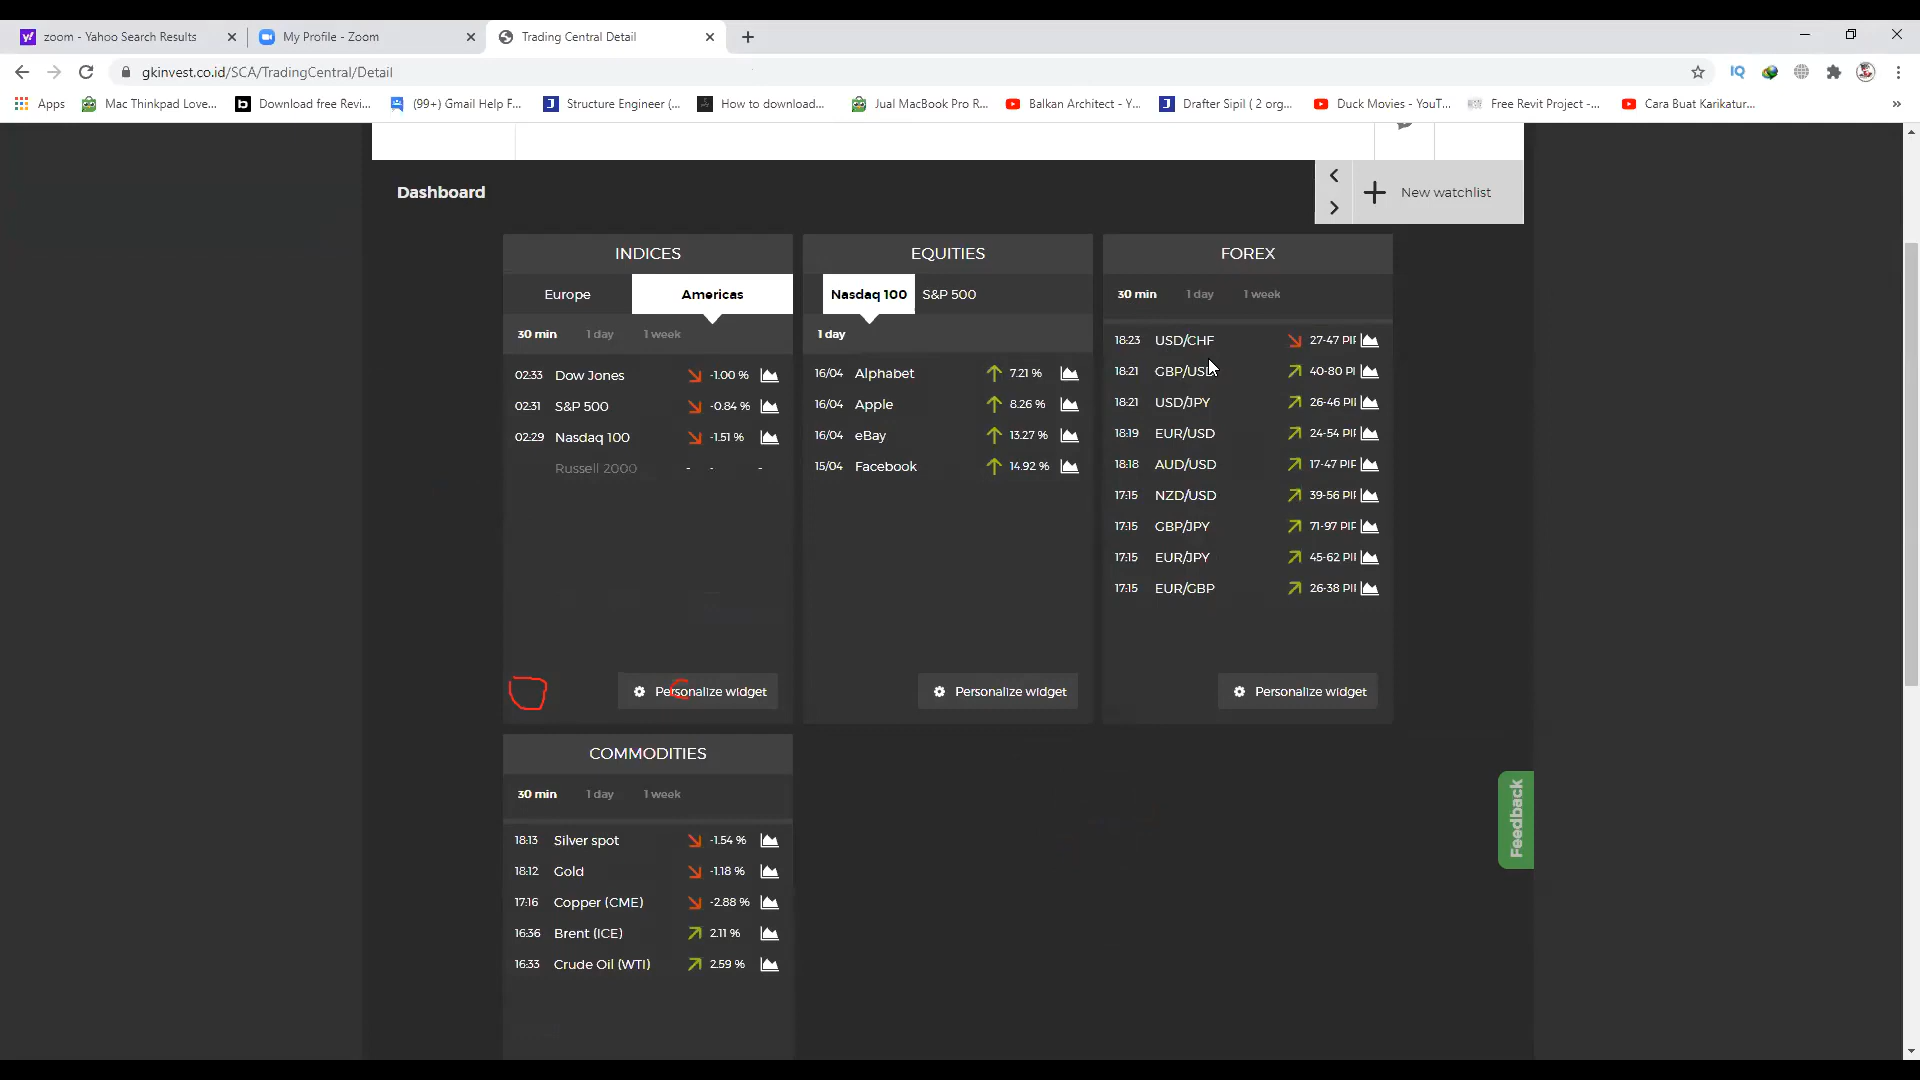 zoom - Yahoo Search Results
My Profile - Zoom
Trading Central Detail
gkinvest.co.id/SCA/TradingCentral/Detail
IQ
Apps
Mac Thinkpad Love...
Download free Revi...
(99+) Gmail Help F...
Structure Engineer (...
How to download...
Jual MacBook Pro R...
Balkan Architect - Y...
Drafter Sipil ( 2 org...
Duck Movies - YouT...
Free Revit Project -...
Cara Buat Karikatur...
Dashboard
New watchlist
INDICES
Europe
Americas
30 min 1 day 1 week
02:33 Dow Jones -1.00 %
02:31 S&P 500 -0.84 %
02:29 Nasdaq 100 -1.51 %
Russell 2000 - - -
Personalize widget
EQUITIES
Nasdaq 100 S&P 500
1 day
16/04 Alphabet 7.21 %
16/04 Apple 8.26 %
16/04 eBay 13.27 %
15/04 Facebook 14.92 %
Personalize widget
FOREX
30 min 1 day 1 week
18:23 USD/CHF 27-47 PIP
18:21 GBP/USD 40-80 PI
18:21 USD/JPY 26-46 PIP
18:19 EUR/USD 24-54 PIP
18:18 AUD/USD 17-47 PIP
17:15 NZD/USD 39-56 PIP
17:15 GBP/JPY 71-97 PIP
17:15 EUR/JPY 45-62 PIP
17:15 EUR/GBP 26-38 PIP
Personalize widget
COMMODITIES
30 min 1 day 1 week
18:13 Silver spot -1.54 %
18:12 Gold -1.18 %
17:16 Copper (CME) -2.88 %
16:36 Brent (ICE) 2.11 %
16:33 Crude Oil (WTI) 2.59 %
Feedback